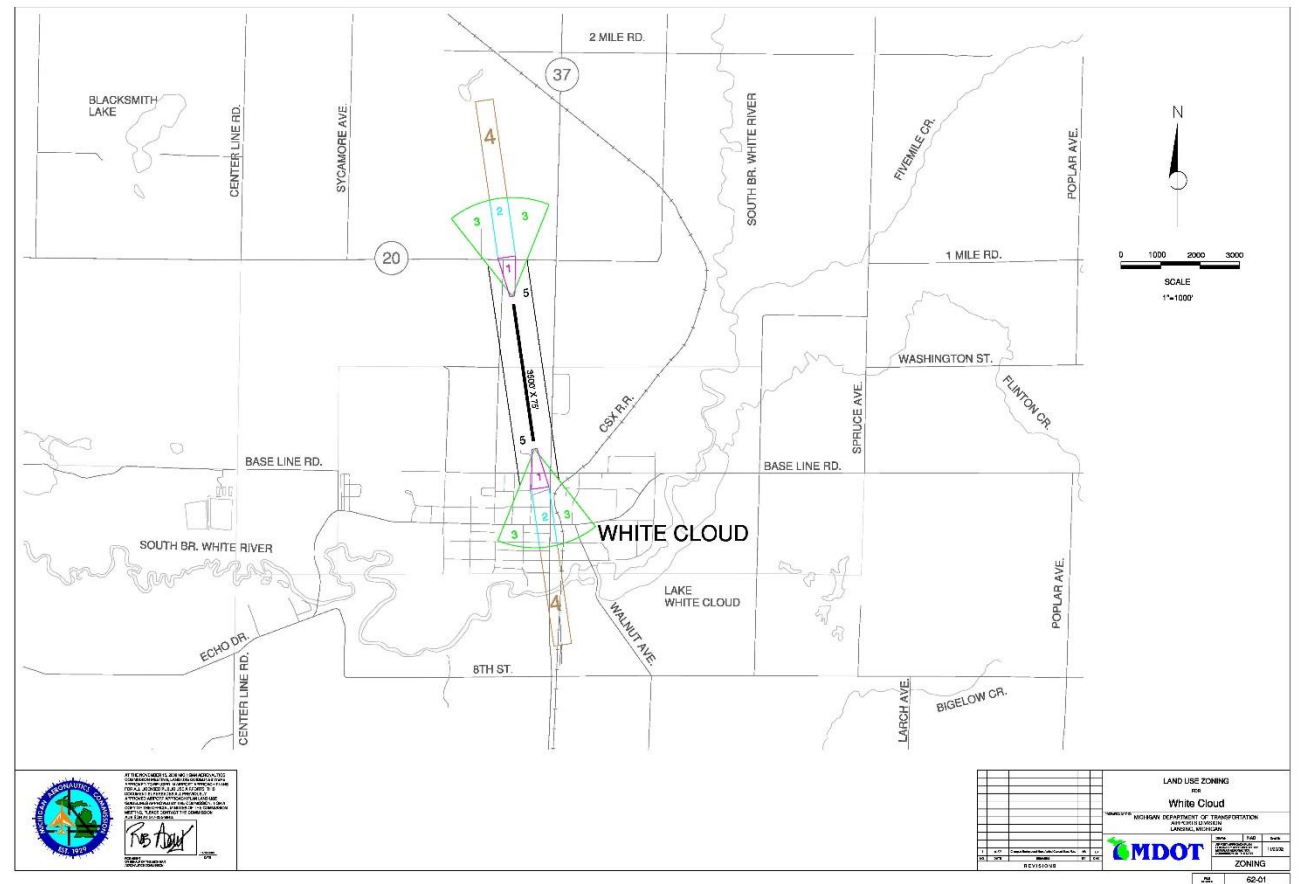 2 MILE RD.
37
BLACKSMITH
LAKE
CENTER LINE RD.
SYCAMORE AVE.
4
SOUTH BR. WHITE RIVER
FIVEMILE CR.
POPLAR AVE.
N
3
2
3
20
1
5
1 MILE RD.
0 1000 2000 3000
SCALE
1"=1000'
3500' X 75'
CSX R.R.
WASHINGTON ST.
FLINTON CR.
SPRUCE AVE.
5
BASE LINE RD.
BASE LINE RD.
1
2
3
3
WHITE CLOUD
SOUTH BR. WHITE RIVER
LAKE
WHITE CLOUD
4
WALNUT AVE.
POPLAR AVE.
ECHO DR.
8TH ST.
CENTER LINE RD.
LARCH AVE.
BIGELOW CR.
MICHIGAN AERONAUTICS COMMISSION
EST. 1929
LAND USE ZONING
FOR
White Cloud
MICHIGAN DEPARTMENT OF TRANSPORTATION
AIRPORTS DIVISION
LANSING, MICHIGAN
MDOT
REVISIONS
ZONING
62-01